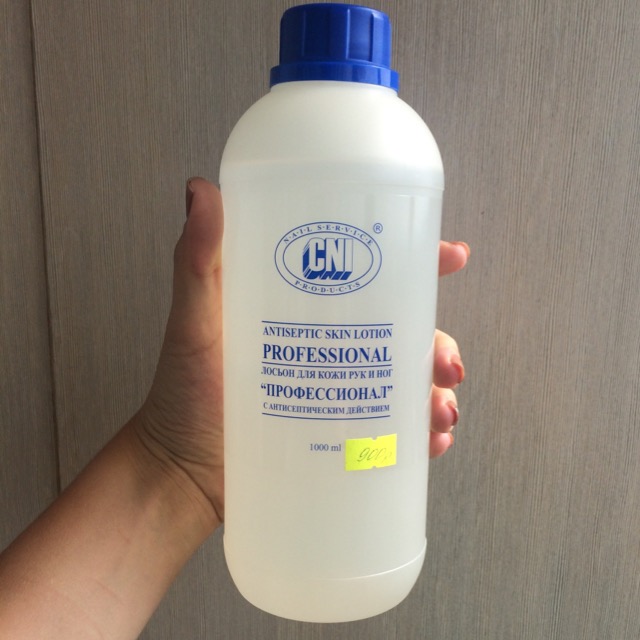 NAIL SERVICE
®
CNI
PRODUCTS
ANTISEPTIC SKIN LOTION
PROFESSIONAL
ЛОСЬОН ДЛЯ КОЖИ РУК И НОГ
“ПРОФЕССИОНАЛ”
С АНТИСЕПТИЧЕСКИМ ДЕЙСТВИЕМ
1000 ml